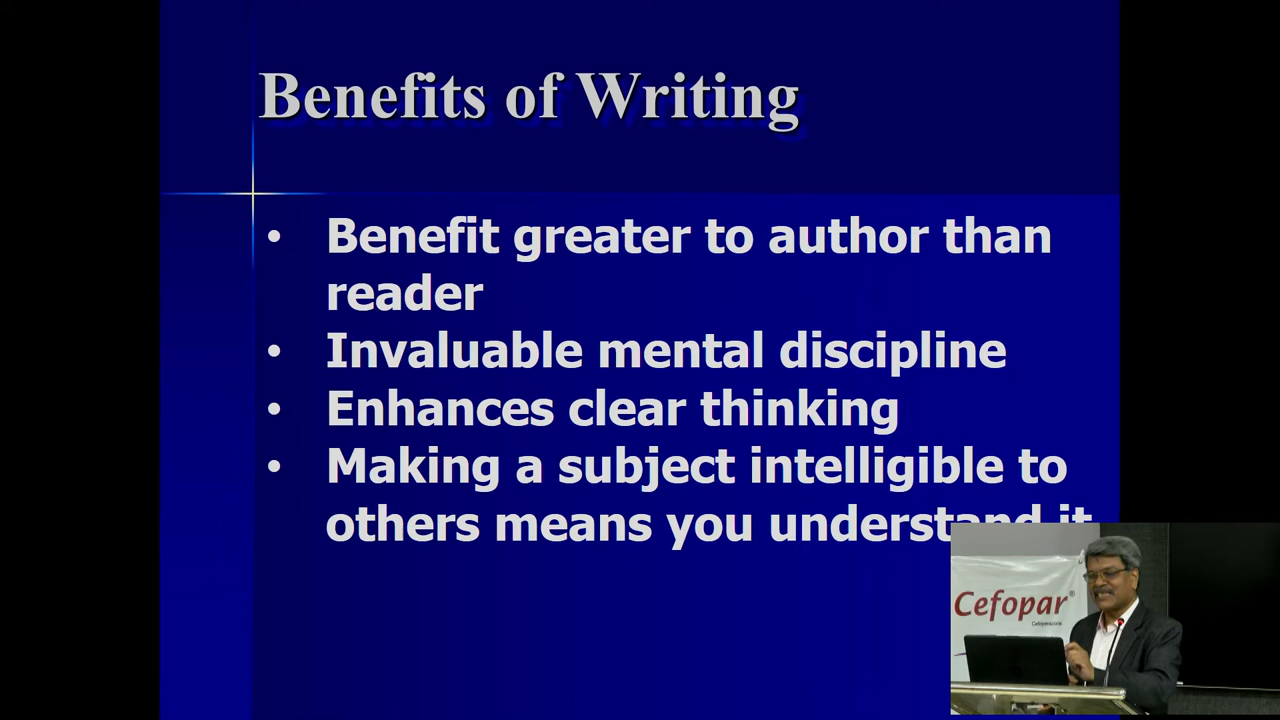 Benefits of Writing
• Benefit greater to author than
reader
• Invaluable mental discipline
• Enhances clear thinking
• Making a subject intelligible to
others means you understand it
Cefopar®